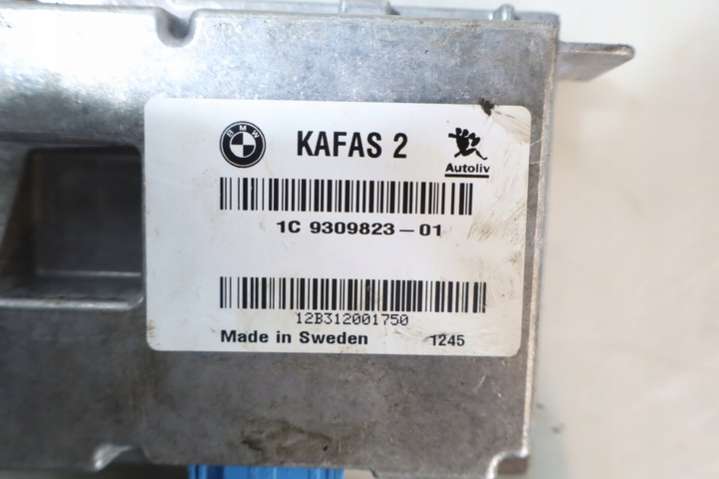 BMW
KAFAS 2
Autoliv
1C 9309823-01
12B312001750
Made in Sweden 1245